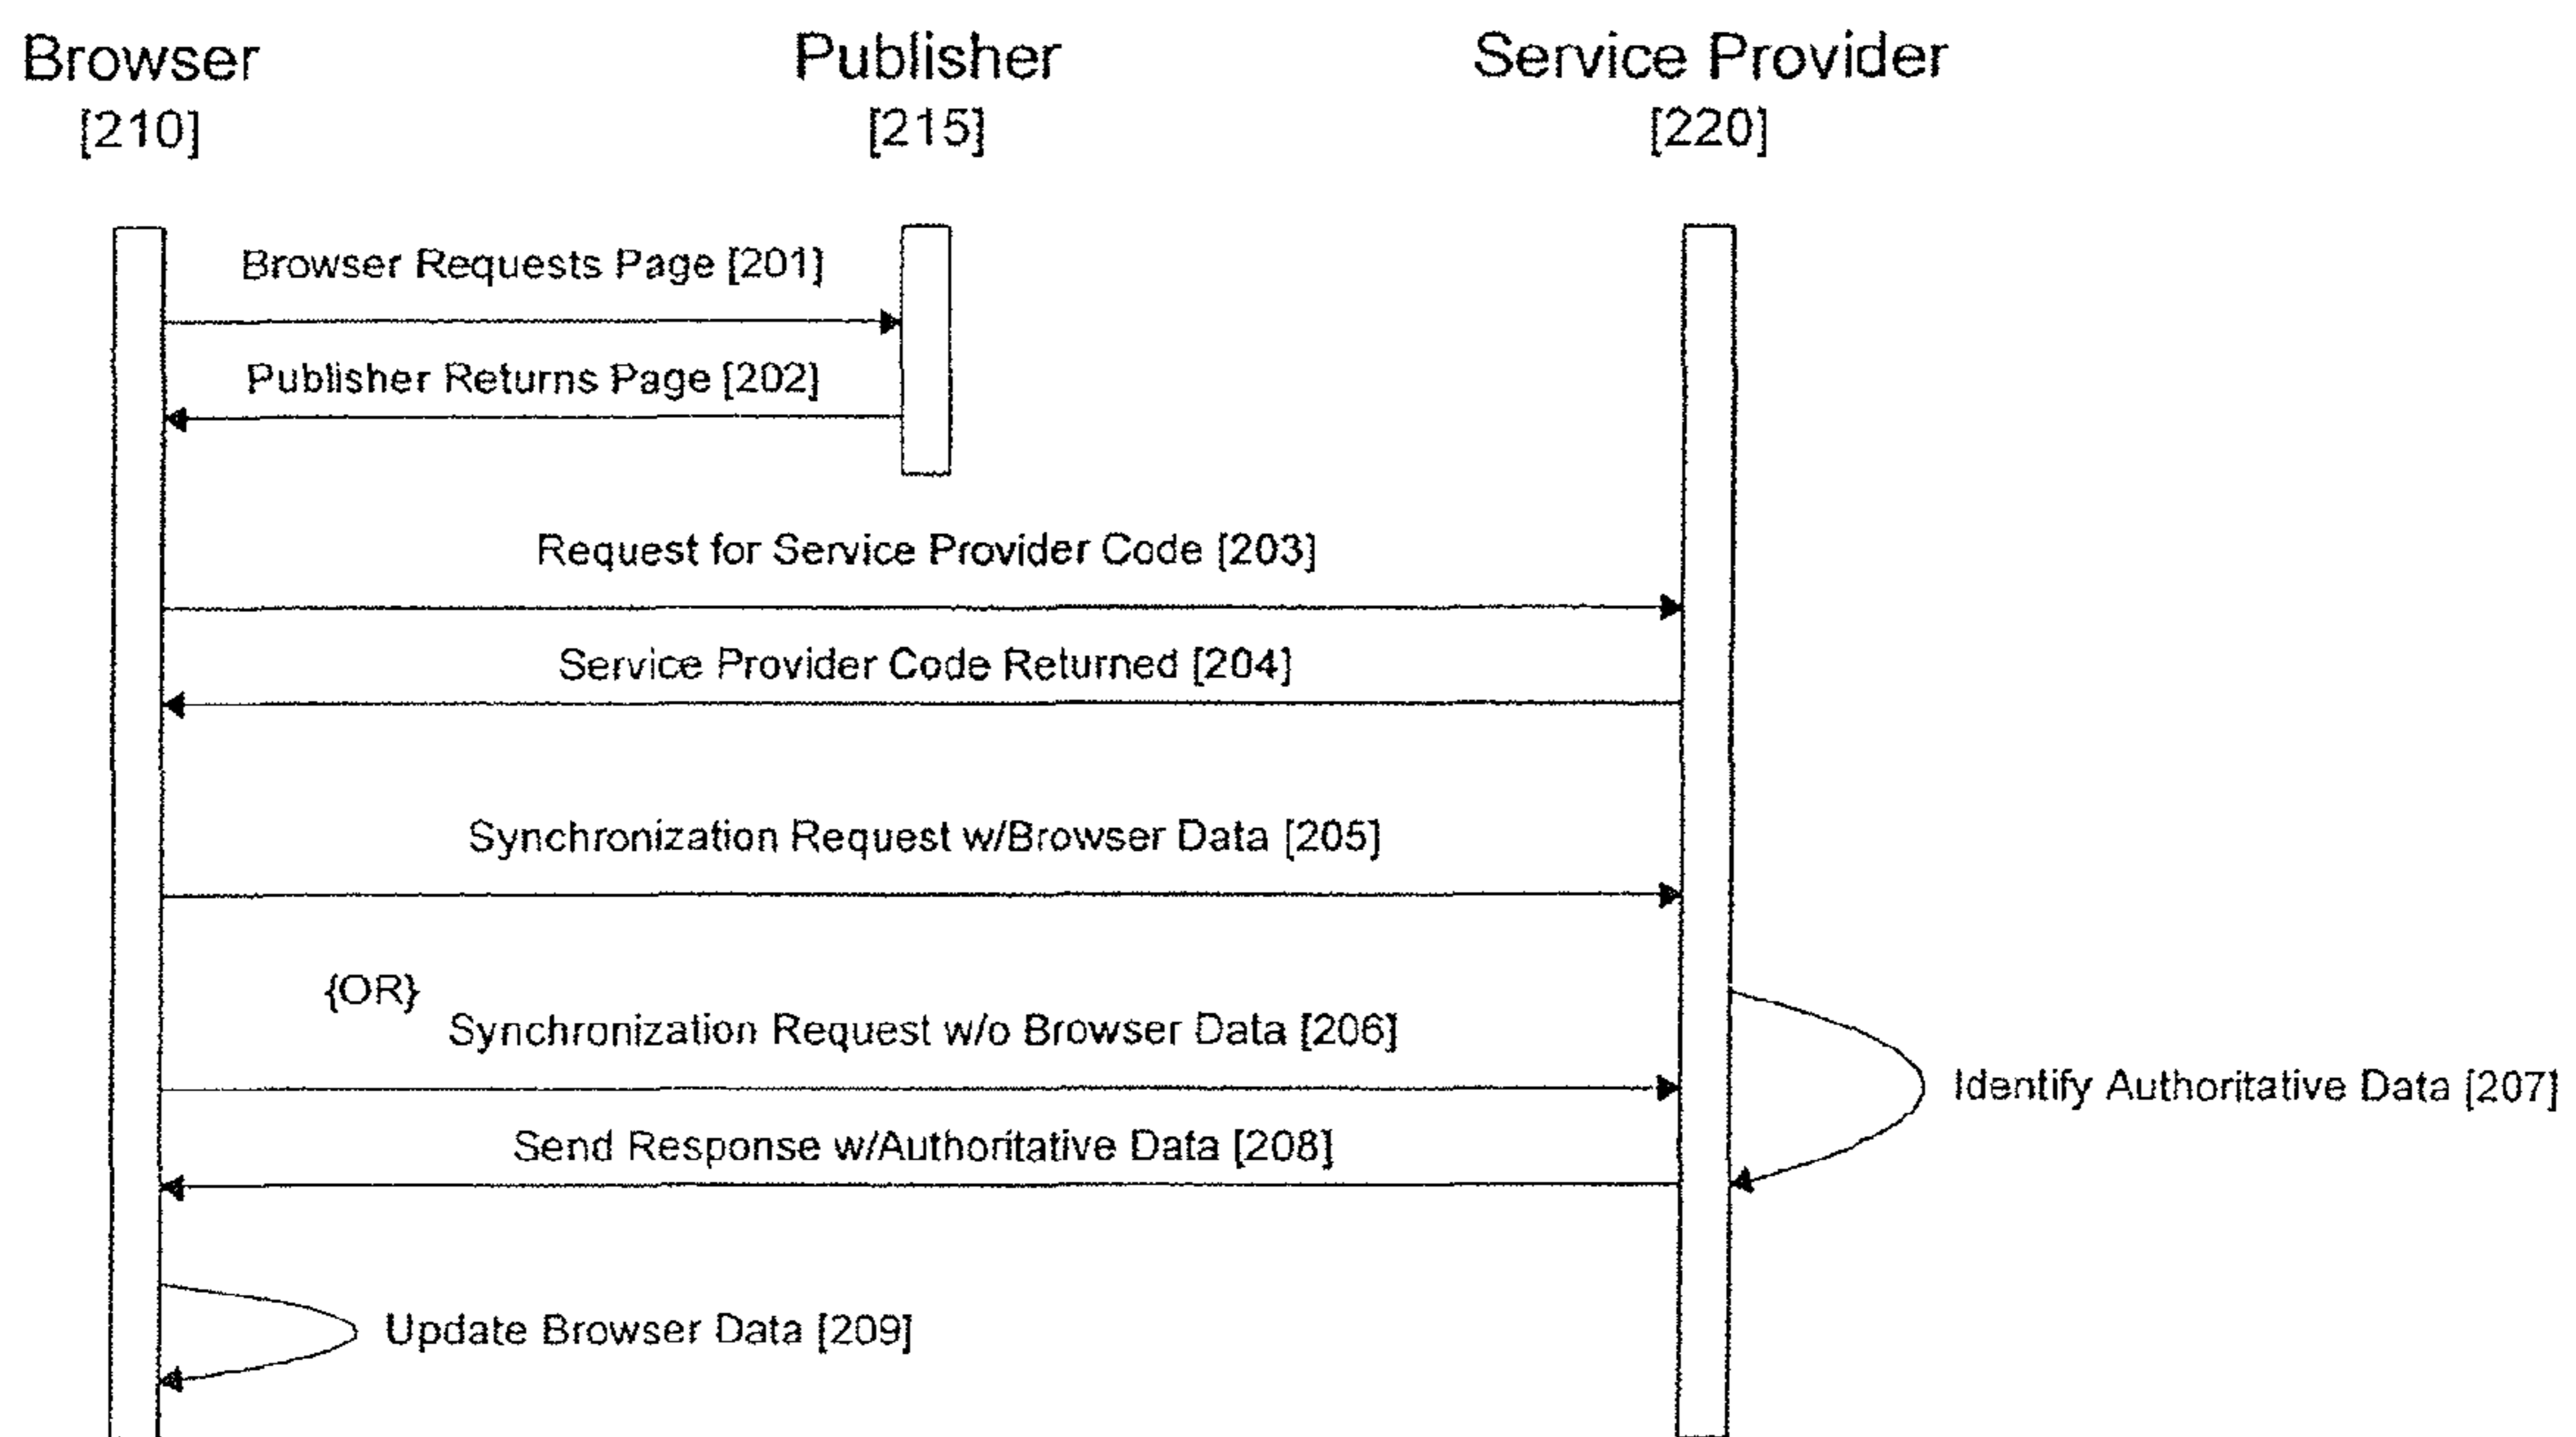 Browser
[210]
Publisher
[215]
Service Provider
[220]
Browser Requests Page [201]
Publisher Returns Page [202]
Request for Service Provider Code [203]
Service Provider Code Returned [204]
Synchronization Request w/Browser Data [205]
{OR}
Synchronization Request w/o Browser Data [206]
Identify Authoritative Data [207]
Send Response w/Authoritative Data [208]
Update Browser Data [209]